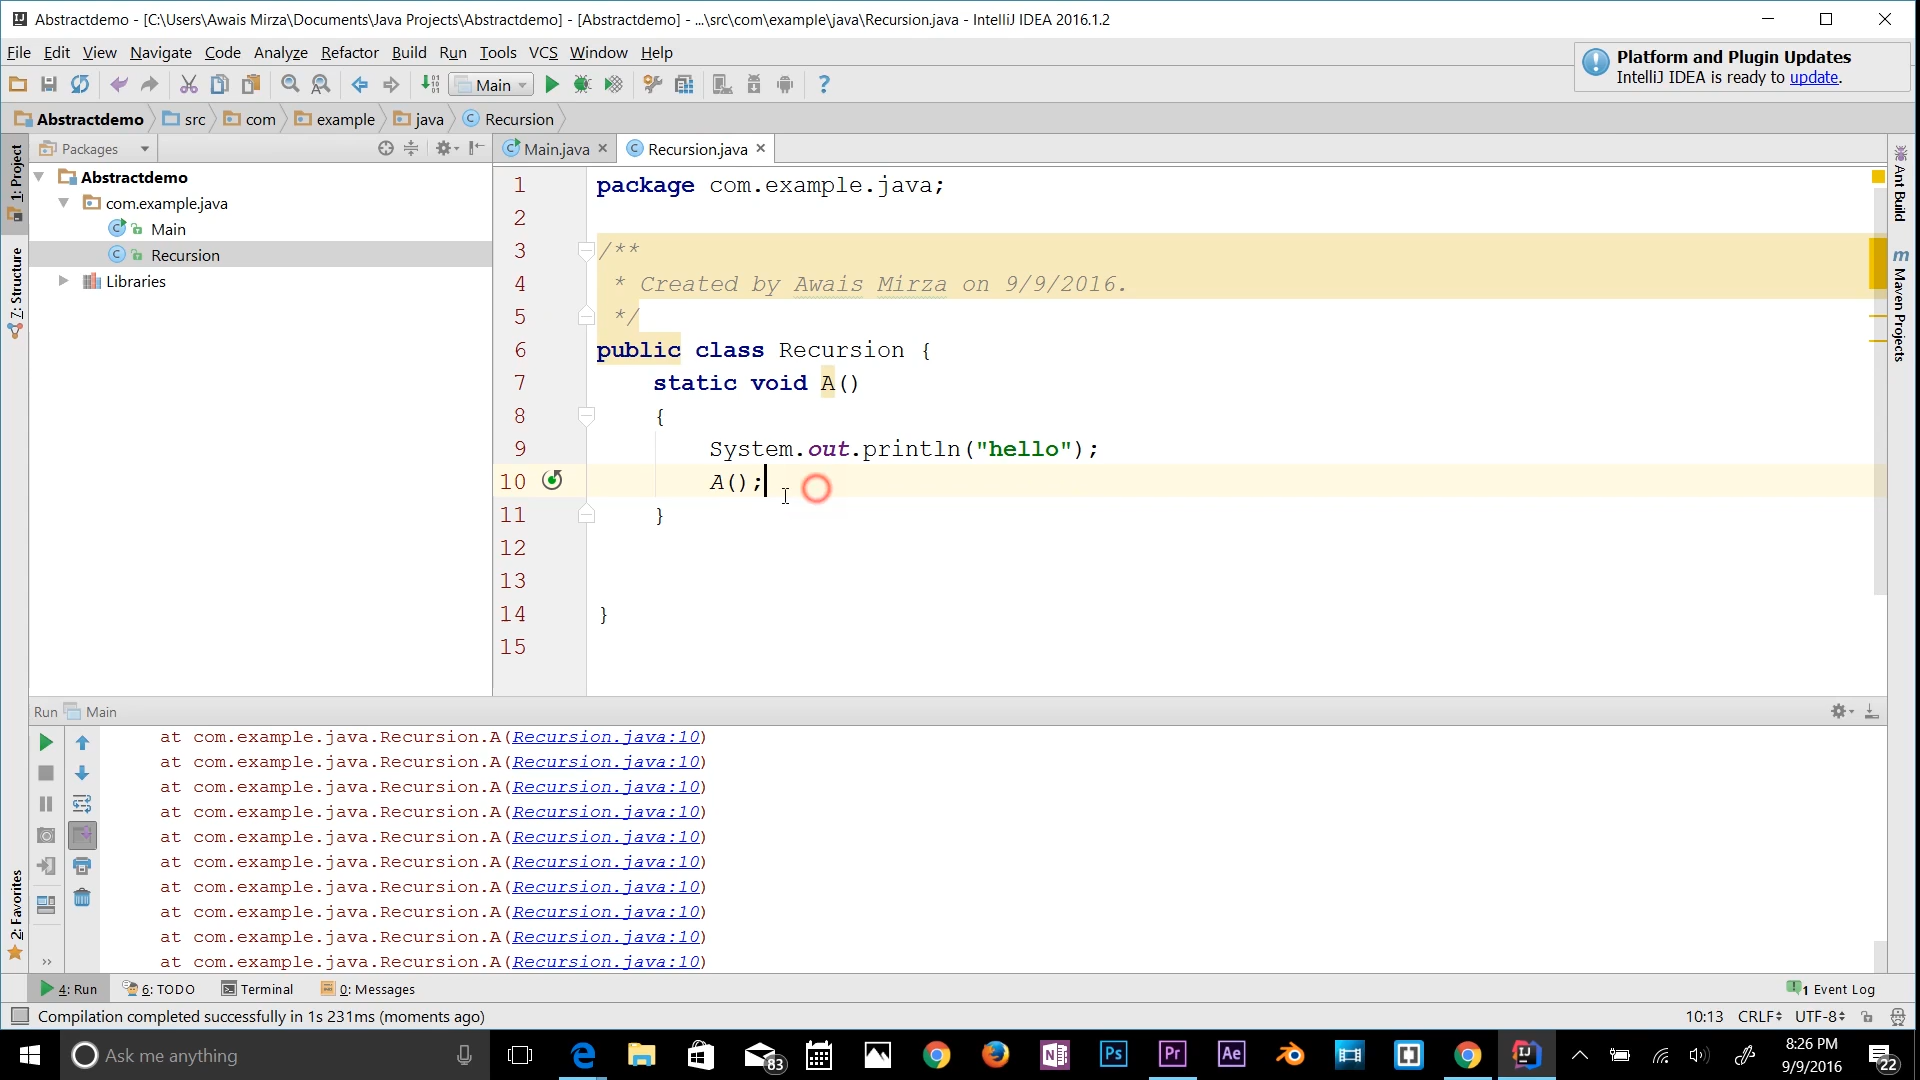 Abstractdemo - [C:\Users\Awais Mirza\Documents\Java Projects\Abstractdemo] - [Abstractdemo] - ...\src\com\example\java\Recursion.java - IntelliJ IDEA 2016.1.2
File Edit View Navigate Code Analyze Refactor Build Run Tools VCS Window Help
Platform and Plugin Updates
IntelliJ IDEA is ready to update.
Main
Abstractdemo src com example java Recursion
Packages
Main.java Recursion.java
1: Project
7: Structure
2: Favorites
Abstractdemo
com.example.java
Main
Recursion
Libraries
1 package com.example.java;
2
3 /**
4 * Created by Awais Mirza on 9/9/2016.
5 */
6 public class Recursion {
7 static void A()
8 {
9 System.out.println("hello");
10 A();
11 }
12
13
14 }
15
Ant Build
Maven Projects
Run Main
at com.example.java.Recursion.A(Recursion.java:10)
at com.example.java.Recursion.A(Recursion.java:10)
at com.example.java.Recursion.A(Recursion.java:10)
at com.example.java.Recursion.A(Recursion.java:10)
at com.example.java.Recursion.A(Recursion.java:10)
at com.example.java.Recursion.A(Recursion.java:10)
at com.example.java.Recursion.A(Recursion.java:10)
at com.example.java.Recursion.A(Recursion.java:10)
at com.example.java.Recursion.A(Recursion.java:10)
at com.example.java.Recursion.A(Recursion.java:10)
4: Run 6: TODO Terminal 0: Messages 1 Event Log
Compilation completed successfully in 1s 231ms (moments ago) 10:13 CRLF UTF-8
Ask me anything 83 Ps Pr Ae 8:26 PM
9/9/2016 22